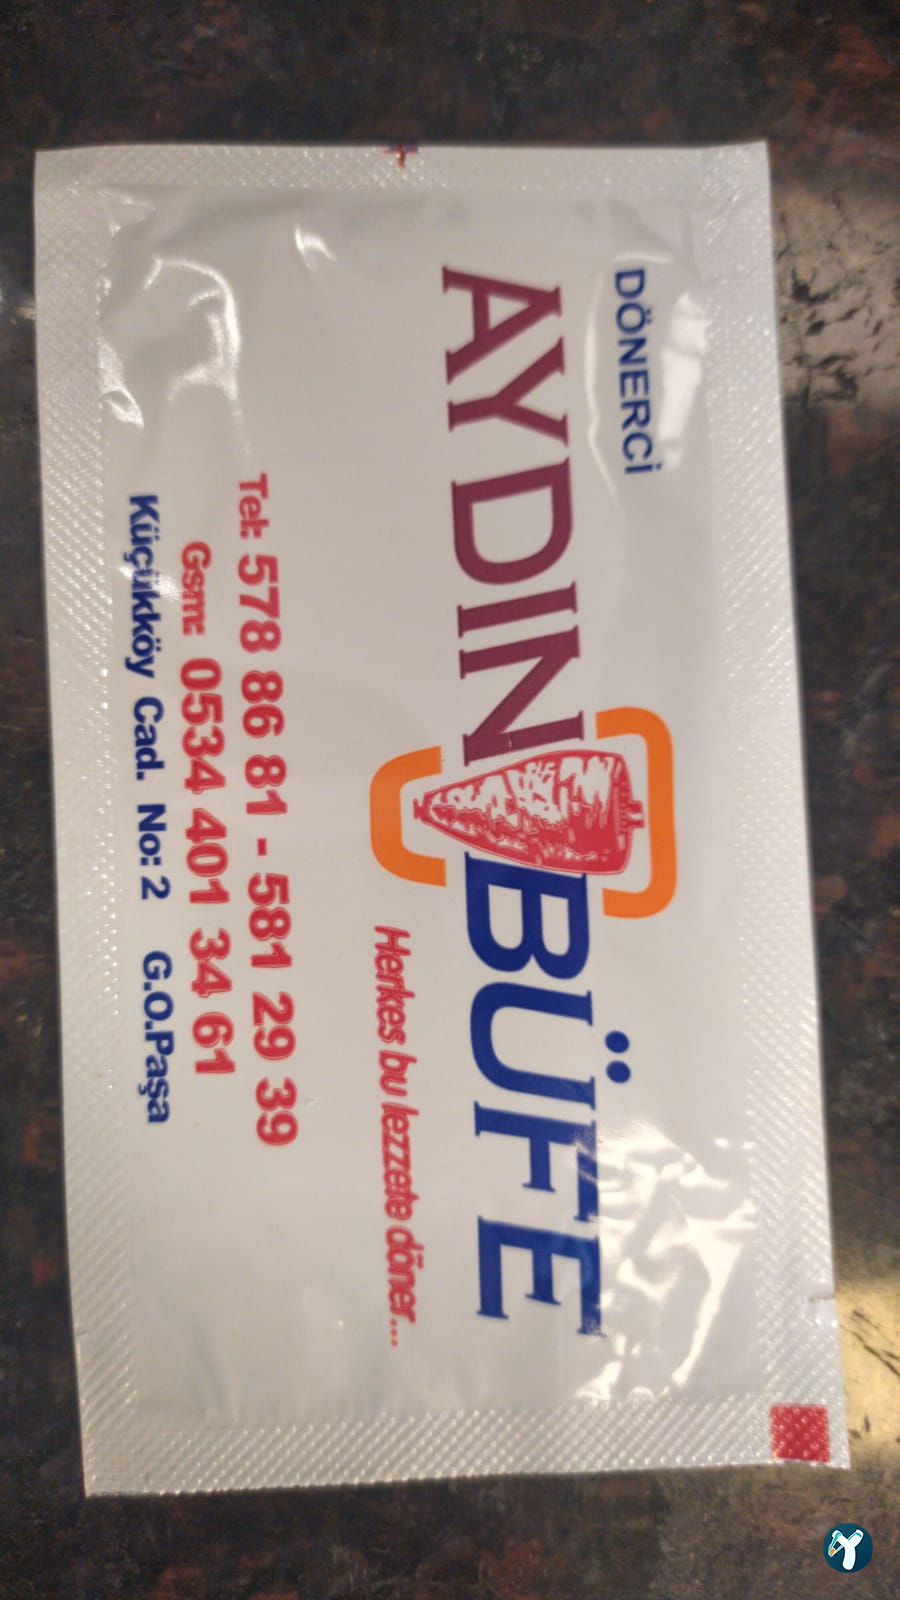 DÖNERCİ
AYDIN BÜFE
Herkes bu lezzete döner...
Tel: 578 86 81 - 581 29 39
Gsm: 0534 401 34 61
Küçükköy Cad. No: 2 G.O.Paşa